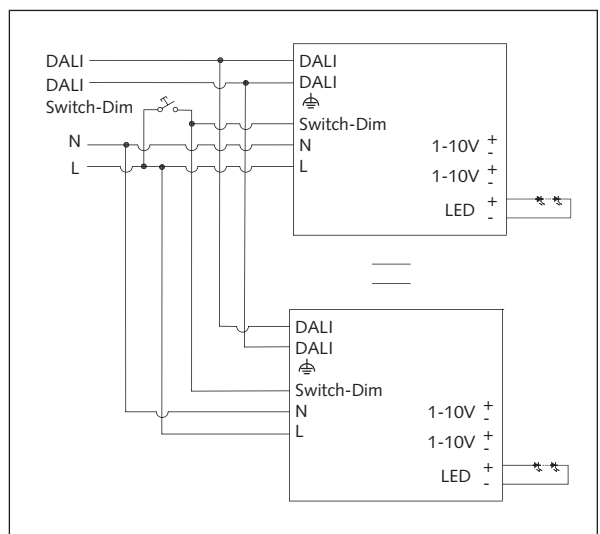 DALI
DALI
Switch-Dim
N
L
DALI
DALI
Switch-Dim
N
L
1-10V + -
1-10V + -
LED + -
DALI
DALI
Switch-Dim
N
L
1-10V + -
1-10V + -
LED + -